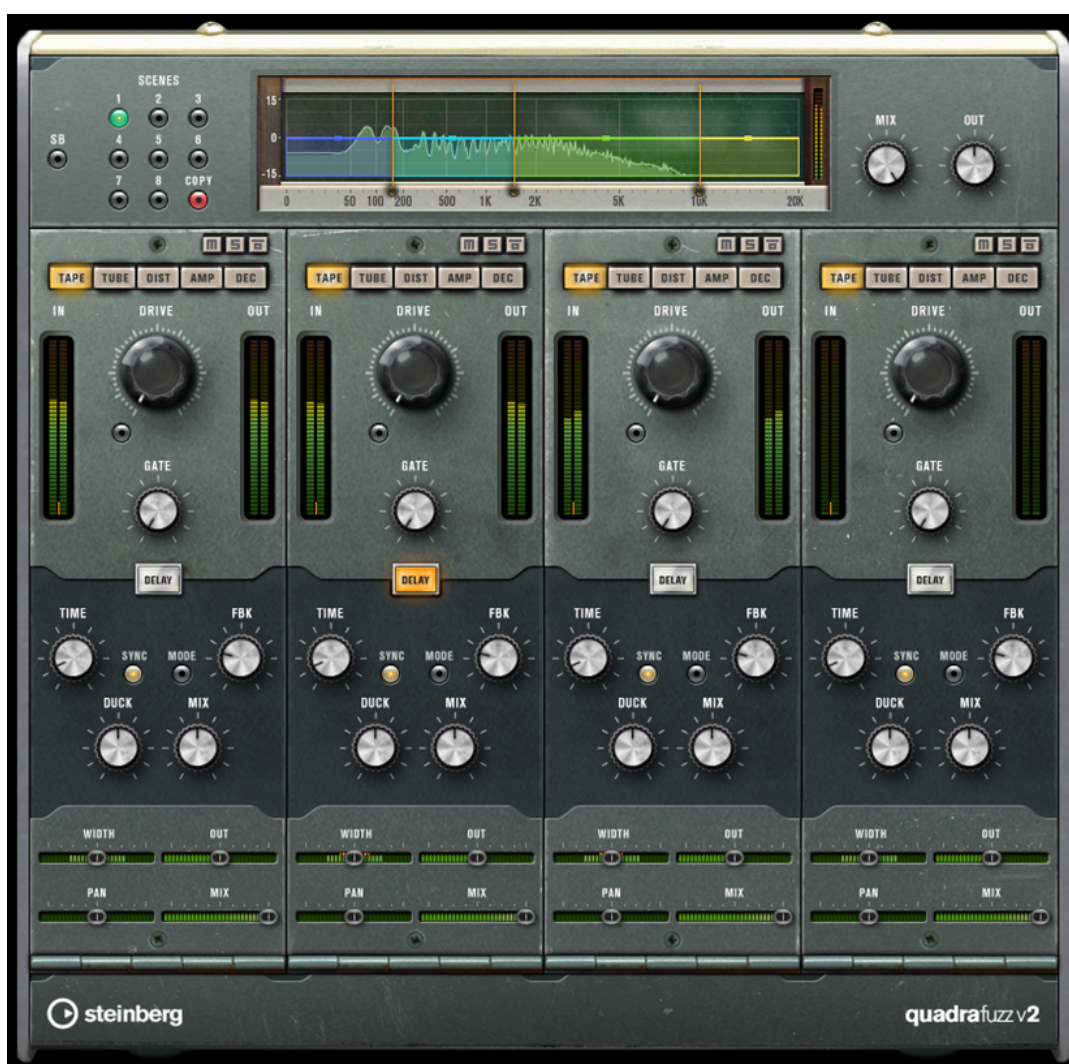 SCENES
1 2 3
SB
4 5 6
7 8 COPY
15
0
-15
0 50 100 200 500 1K 2K 5K 10K 20K
MIX OUT
M S M S M S M S
TAPE TUBE DIST AMP DEC TAPE TUBE DIST AMP DEC TAPE TUBE DIST AMP DEC TAPE TUBE DIST AMP DEC
IN DRIVE OUT IN DRIVE OUT IN DRIVE OUT IN DRIVE OUT
GATE GATE GATE GATE
DELAY DELAY DELAY DELAY
TIME FBK TIME FBK TIME FBK TIME FBK
SYNC MODE SYNC MODE SYNC MODE SYNC MODE
DUCK MIX DUCK MIX DUCK MIX DUCK MIX
WIDTH OUT WIDTH OUT WIDTH OUT WIDTH OUT
PAN MIX PAN MIX PAN MIX PAN MIX
steinberg quadrafuzz v2